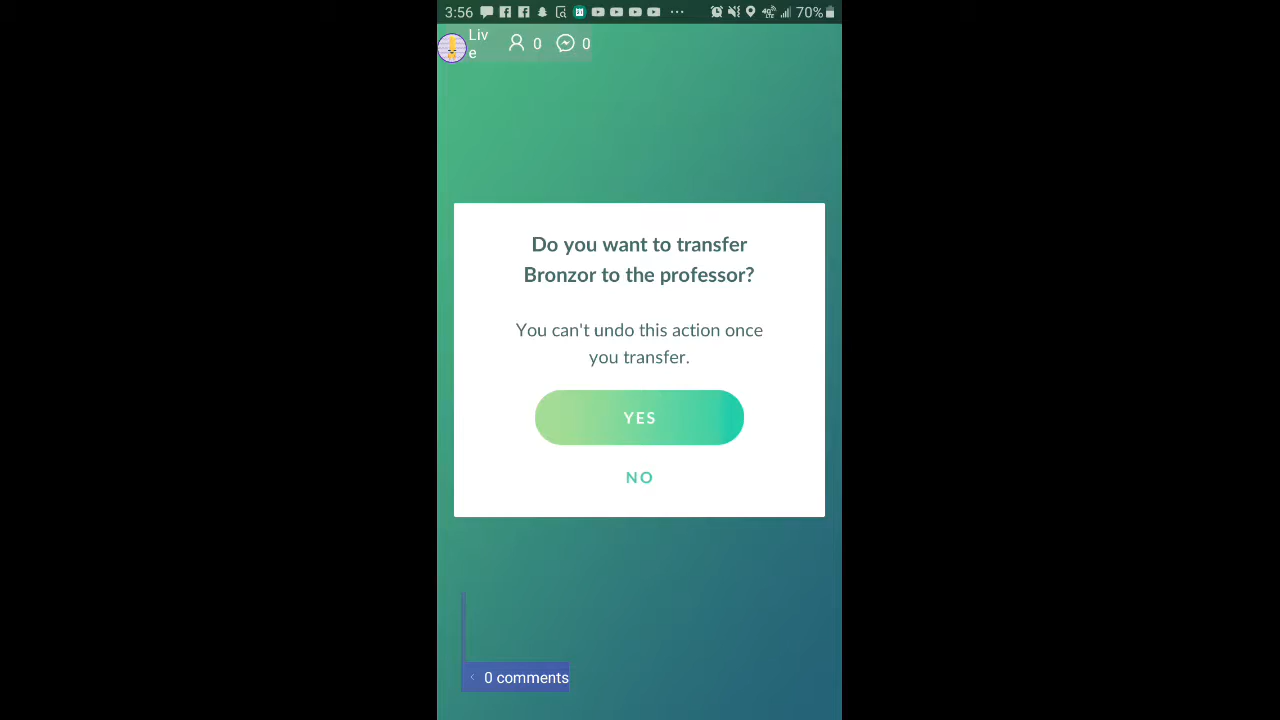 3:56
70%
Liv
e
0
0
Do you want to transfer
Bronzor to the professor?
You can't undo this action once
you transfer.
YES
NO
0 comments